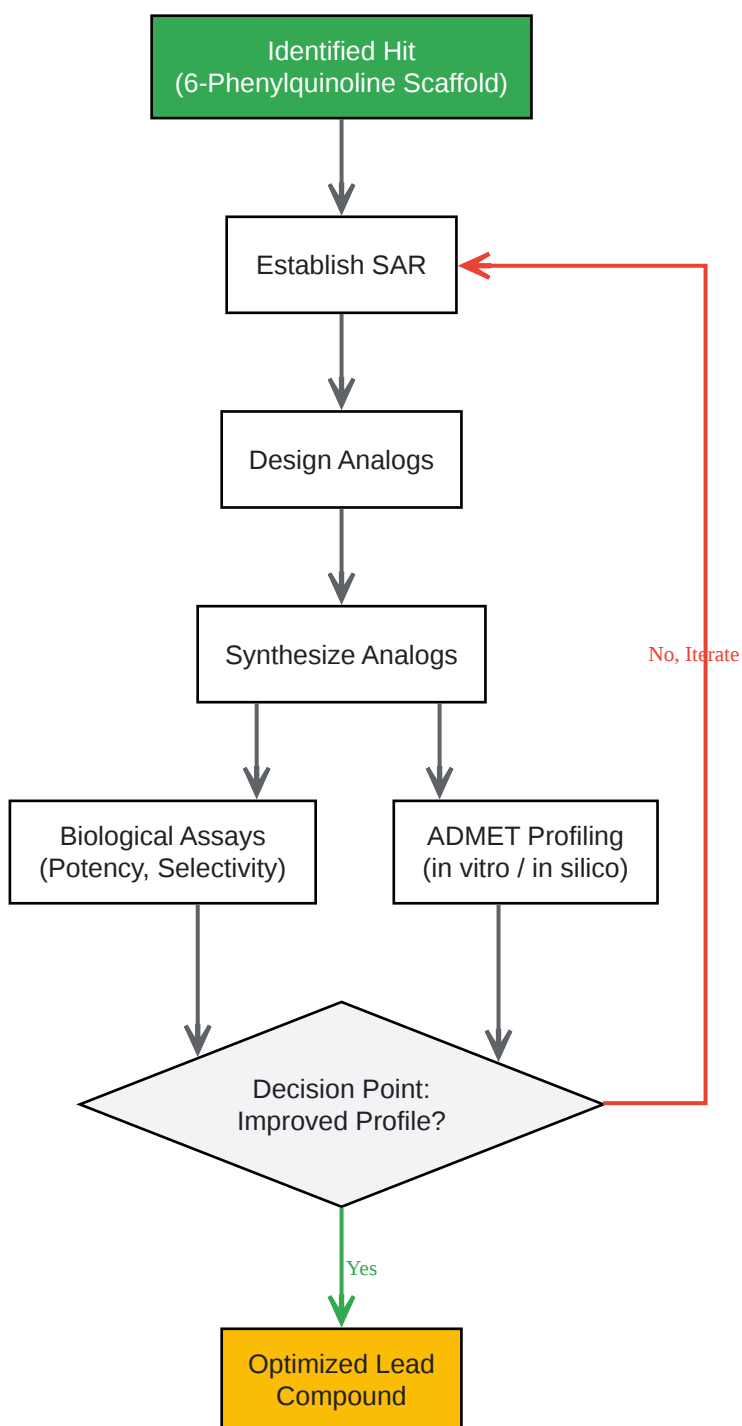 Identified Hit
(6-Phenylquinoline Scaffold)
Establish SAR
Design Analogs
Synthesize Analogs
No, Iterate
Biological Assays
(Potency, Selectivity)
ADMET Profiling
(in vitro / in silico)
Decision Point:
Improved Profile?
Yes
Optimized Lead
Compound